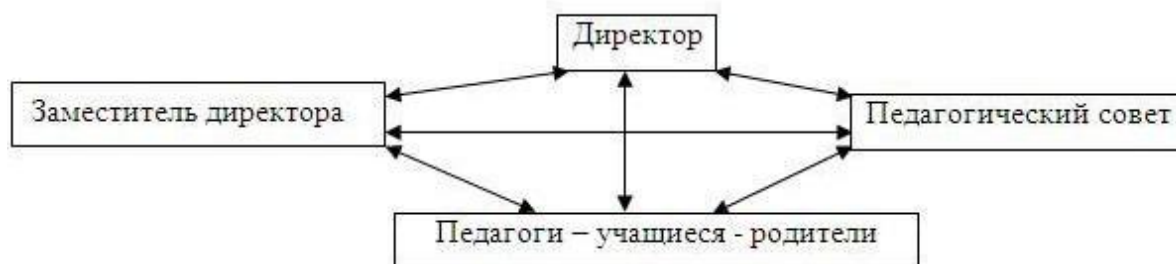 Директор
Заместитель директора
Педагогический совет
Педагоги – учащиеся - родители